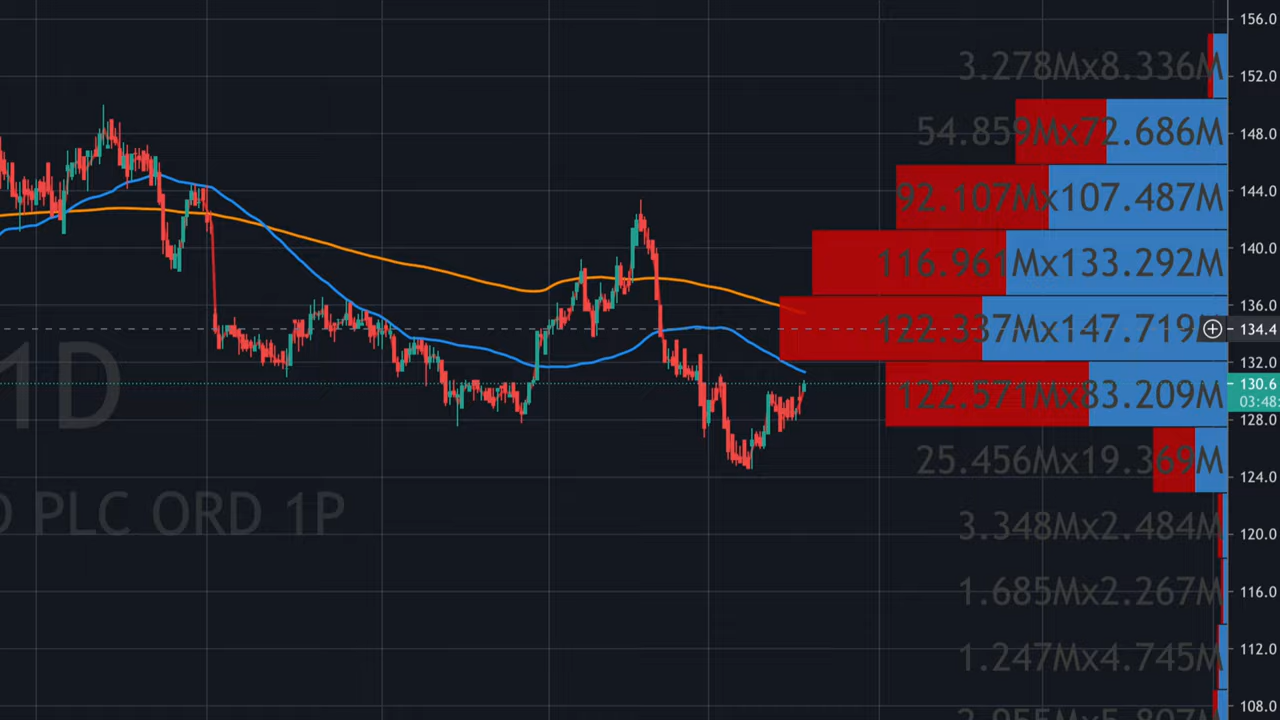 156.0
3.278Mx8.336M
152.0
54.859Mx72.686M
148.0
92.107Mx107.487M
144.0
140.0
116.961Mx133.292M
136.0
122.337Mx147.719
134.4
132.0
1D
130.6
122.571Mx83.209M
03:48:
128.0
25.456Mx19.369M
124.0
PLC ORD 1P
3.348Mx2.484M
120.0
1.685Mx2.267M
116.0
1.247Mx4.745M
112.0
108.0